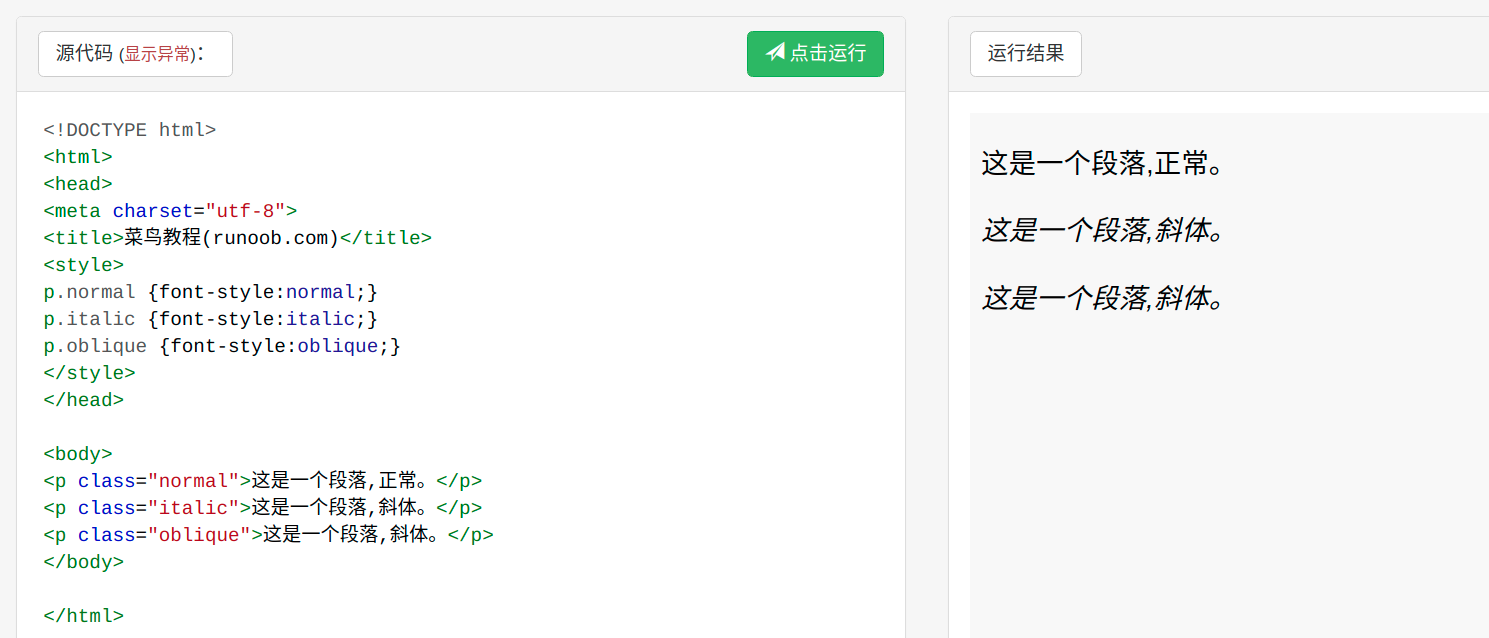 源代码 (显示异常)：
点击运行
<!DOCTYPE html>
<html>
<head>
<meta charset="utf-8">
<title>菜鸟教程(runoob.com)</title>
<style>
p.normal {font-style:normal;}
p.italic {font-style:italic;}
p.oblique {font-style:oblique;}
</style>
</head>
<body>
<p class="normal">这是一个段落,正常。</p>
<p class="italic">这是一个段落,斜体。</p>
<p class="oblique">这是一个段落,斜体。</p>
</body>
</html>
运行结果
这是一个段落,正常。
这是一个段落,斜体。
这是一个段落,斜体。